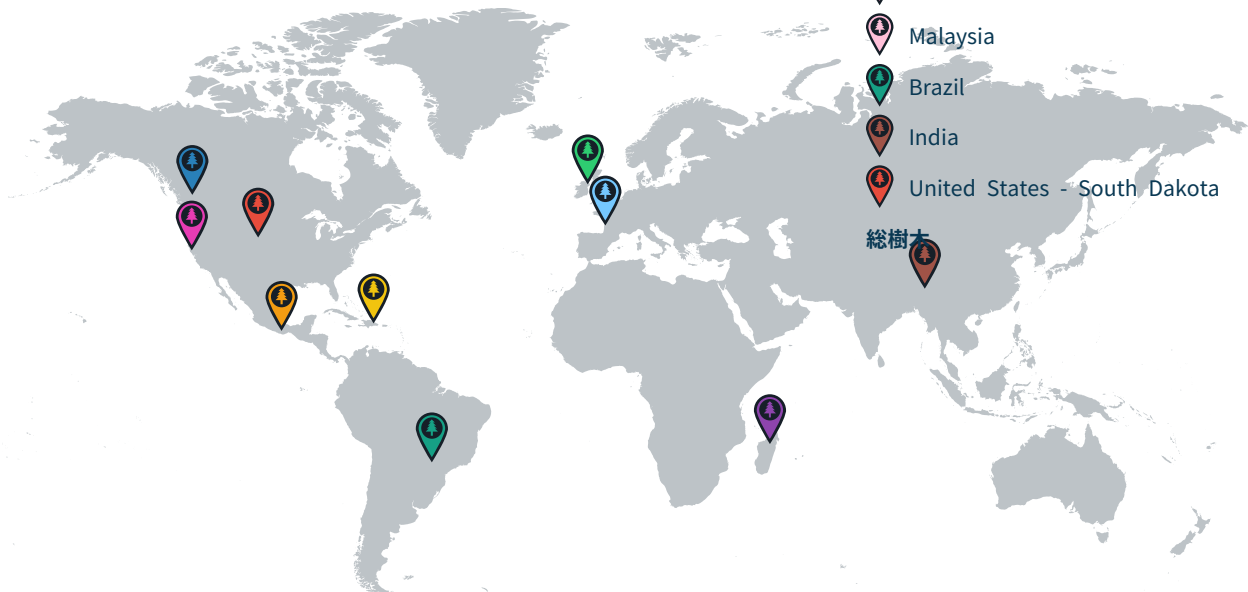 Malaysia
Brazil
India
United States - South Dakota
総樹木